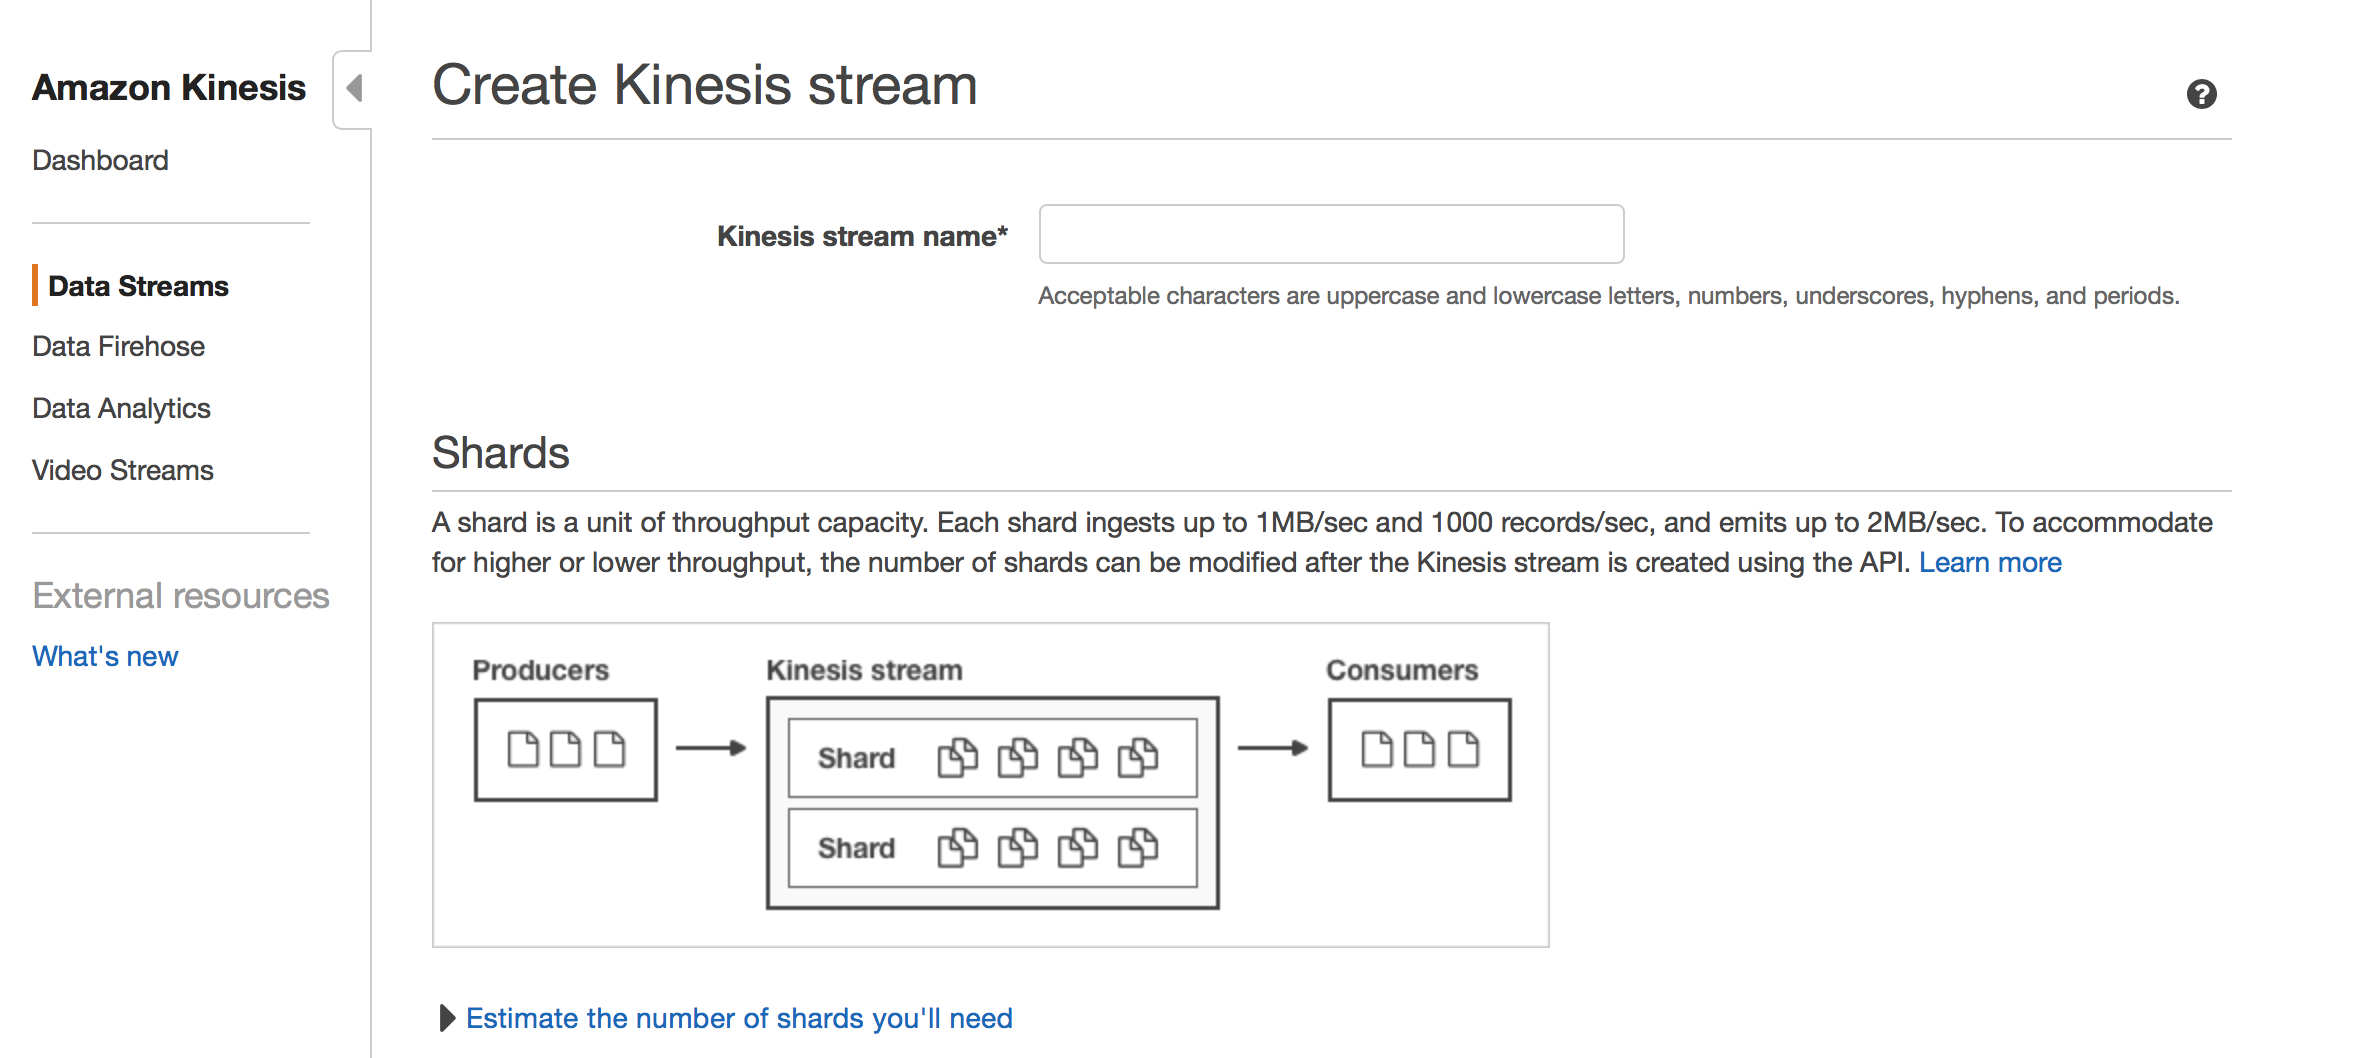 Amazon Kinesis
Dashboard
Data Streams
Data Firehose
Data Analytics
Video Streams
External resources
What's new
Create Kinesis stream
?
Kinesis stream name*
Acceptable characters are uppercase and lowercase letters, numbers, underscores, hyphens, and periods.
Shards
A shard is a unit of throughput capacity. Each shard ingests up to 1MB/sec and 1000 records/sec, and emits up to 2MB/sec. To accommodate
for higher or lower throughput, the number of shards can be modified after the Kinesis stream is created using the API. Learn more
Producers
Kinesis stream
Consumers
Shard
Shard
Estimate the number of shards you'll need